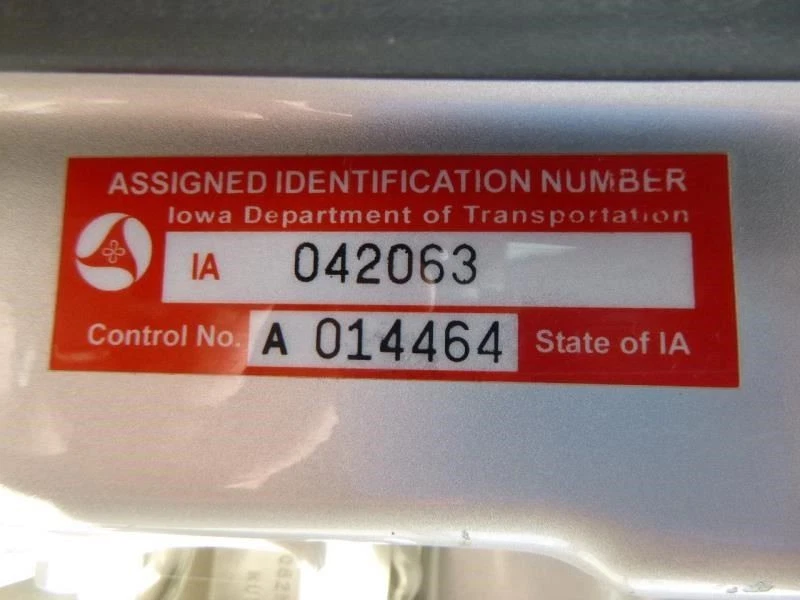 ASSIGNED IDENTIFICATION NUMBER
Iowa Department of Transportation
IA 042063
Control No. A 014464 State of IA